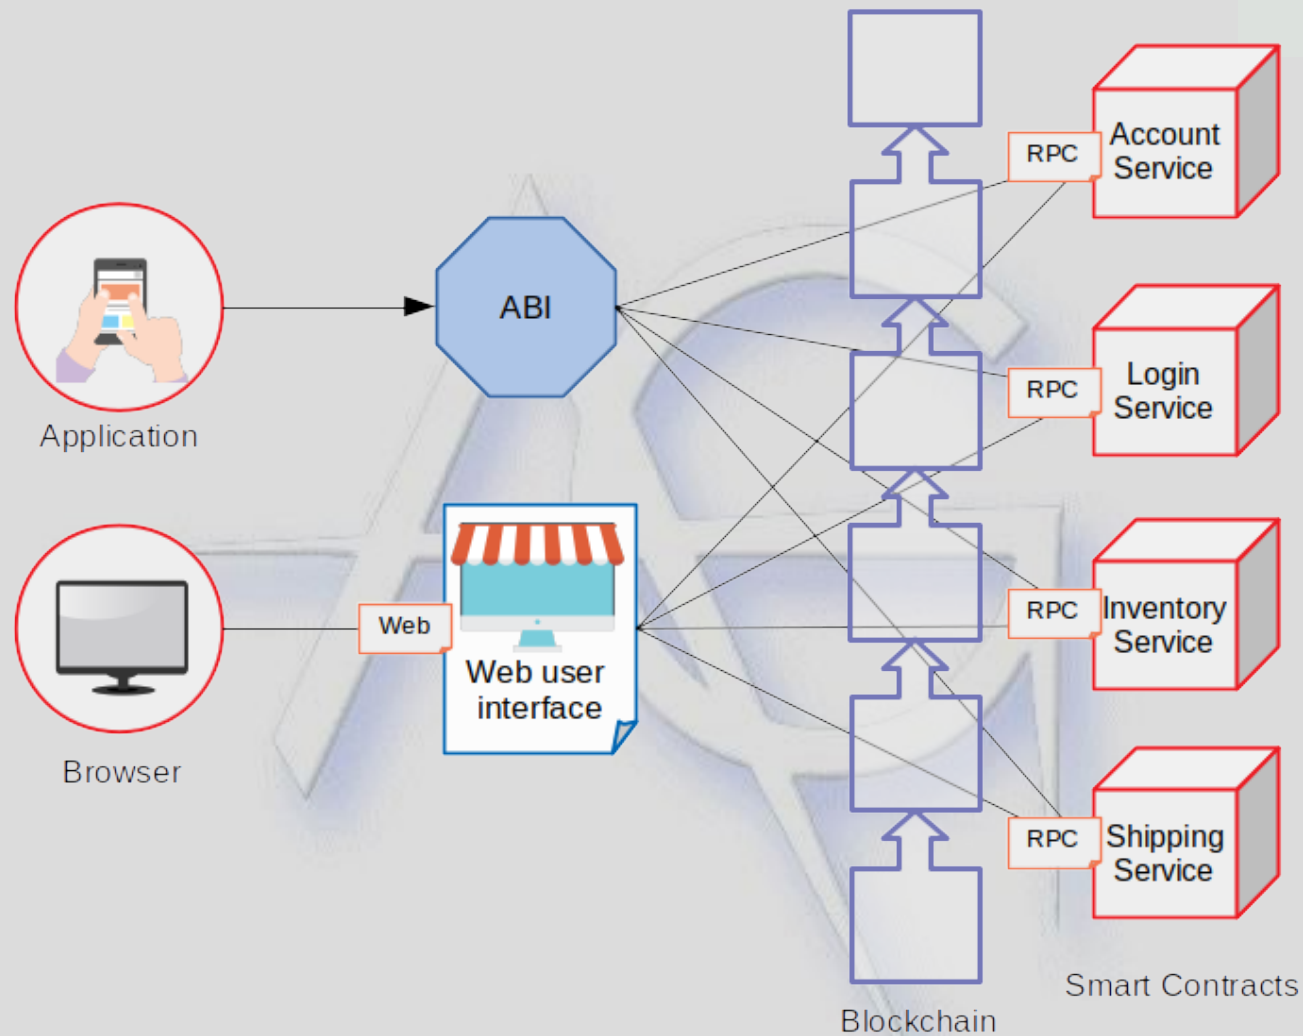 Application
Browser
ABI
Web
Web user
interface
Blockchain
RPC
Account
Service
RPC
Login
Service
RPC
Inventory
Service
RPC
Shipping
Service
Smart Contracts